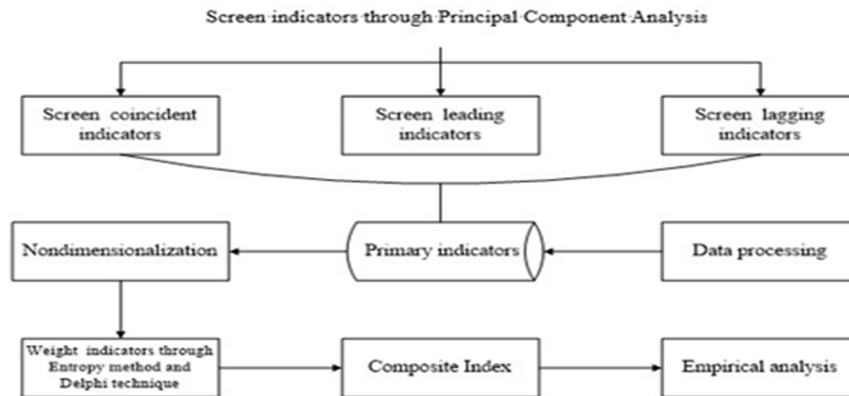 Screen indicators through Principal Component Analysis
Screen coincident
indicators
Screen leading
indicators
Screen lagging
indicators
Nondimensionalization
Primary indicators
Data processing
Weight indicators through
Entropy method and
Delphi technique
Composite Index
Empirical analysis